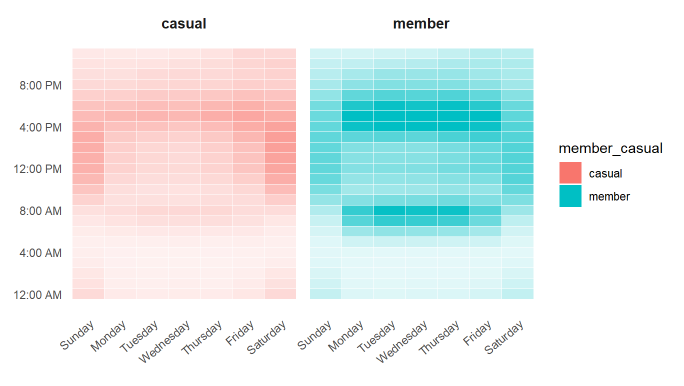 casual
member
8:00 PM
4:00 PM
12:00 PM
8:00 AM
4:00 AM
12:00 AM
Sunday
Monday
Tuesday
Wednesday
Thursday
Friday
Saturday
Sunday
Monday
Tuesday
Wednesday
Thursday
Friday
Saturday
member_casual
casual
member